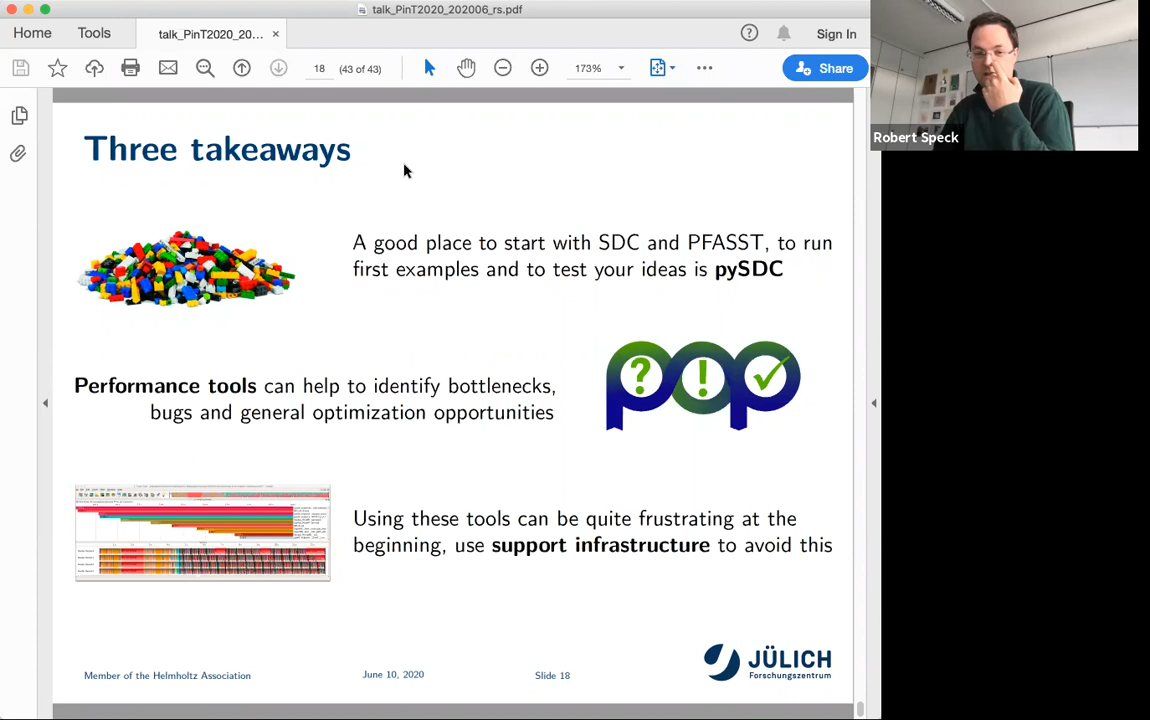 talk_PinT2020_202006_rs.pdf
Home
Tools
talk_PinT2020_20...
Sign In
18
(43 of 43)
173%
Share
Three takeaways
A good place to start with SDC and PFASST, to run
first examples and to test your ideas is pySDC
Performance tools can help to identify bottlenecks,
bugs and general optimization opportunities
pop
Using these tools can be quite frustrating at the
beginning, use support infrastructure to avoid this
Member of the Helmholtz Association
June 10, 2020
Slide 18
JÜLICH
Forschungszentrum
Robert Speck